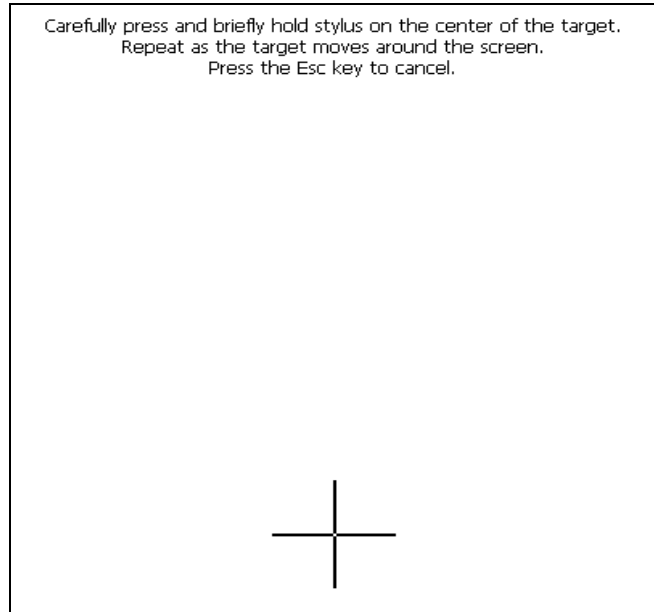 Carefully press and briefly hold stylus on the center of the target.
Repeat as the target moves around the screen.
Press the Esc key to cancel.